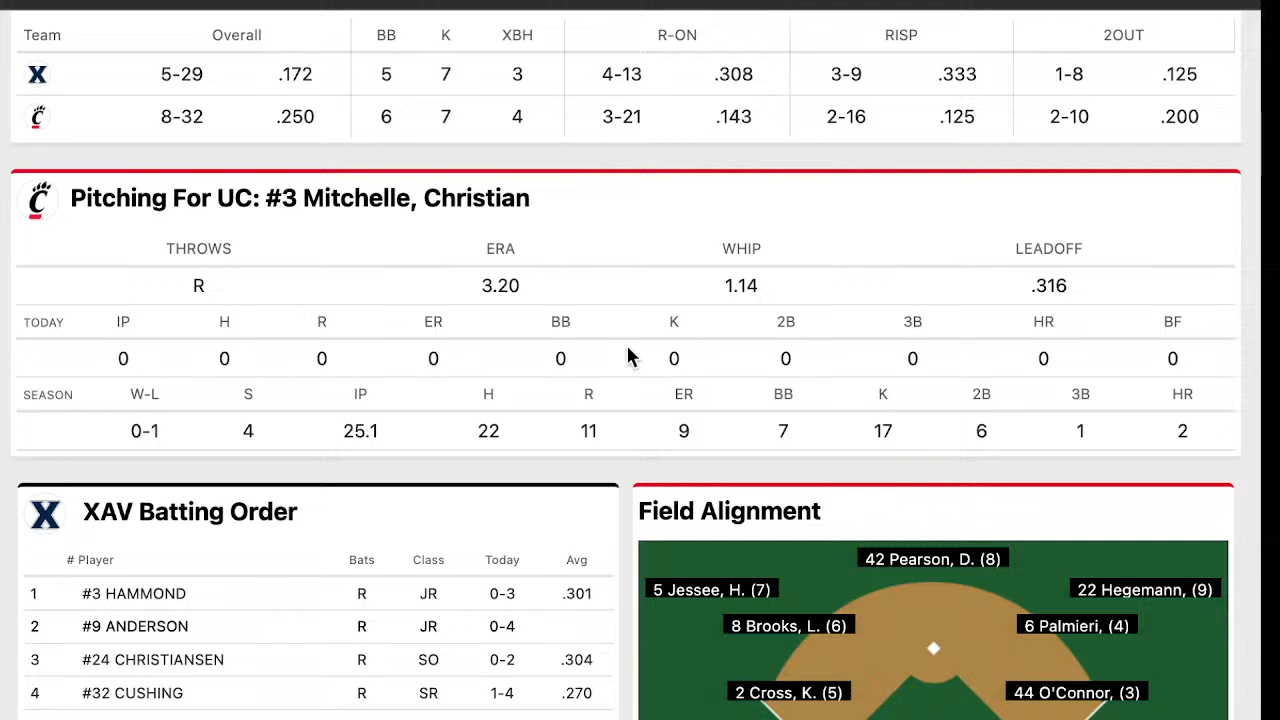 Team Overall BB K XBH R-ON RISP 2OUT
X 5-29 .172 5 7 3 4-13 .308 3-9 .333 1-8 .125
C 8-32 .250 6 7 4 3-21 .143 2-16 .125 2-10 .200
C Pitching For UC: #3 Mitchelle, Christian
THROWS ERA WHIP LEADOFF
R 3.20 1.14 .316
TODAY IP H R ER BB K 2B 3B HR BF
0 0 0 0 0 0 0 0 0 0
SEASON W-L S IP H R ER BB K 2B 3B HR
0-1 4 25.1 22 11 9 7 17 6 1 2
X XAV Batting Order
# Player Bats Class Today Avg
1 #3 HAMMOND R JR 0-3 .301
2 #9 ANDERSON R JR 0-4
3 #24 CHRISTIANSEN R SO 0-2 .304
4 #32 CUSHING R SR 1-4 .270
Field Alignment
42 Pearson, D. (8)
5 Jessee, H. (7) 22 Hegemann, (9)
8 Brooks, L. (6) 6 Palmieri, (4)
2 Cross, K. (5) 44 O'Connor, (3)